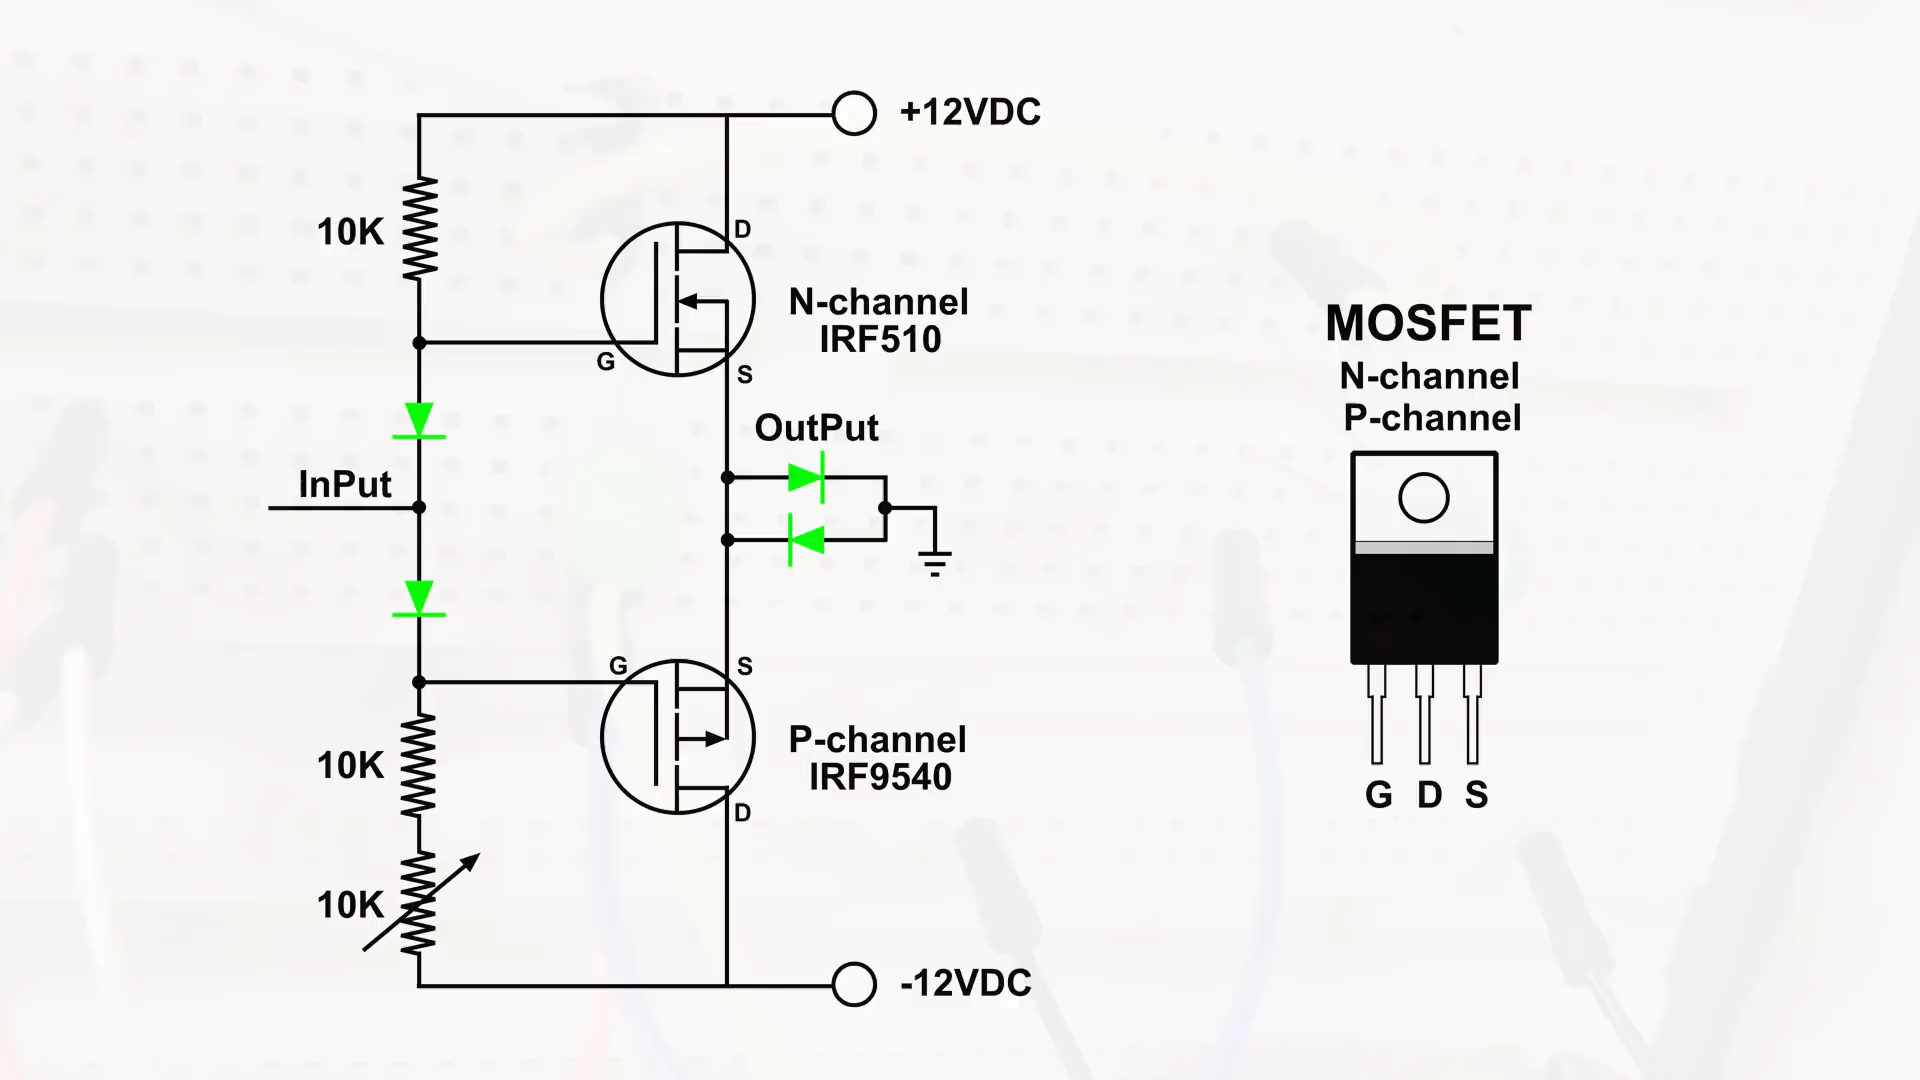 +12VDC
10K
D
N-channel
IRF510
G
S
OutPut
InPut
G
S
10K
P-channel
IRF9540
D
10K
-12VDC
MOSFET
N-channel
P-channel
G D S